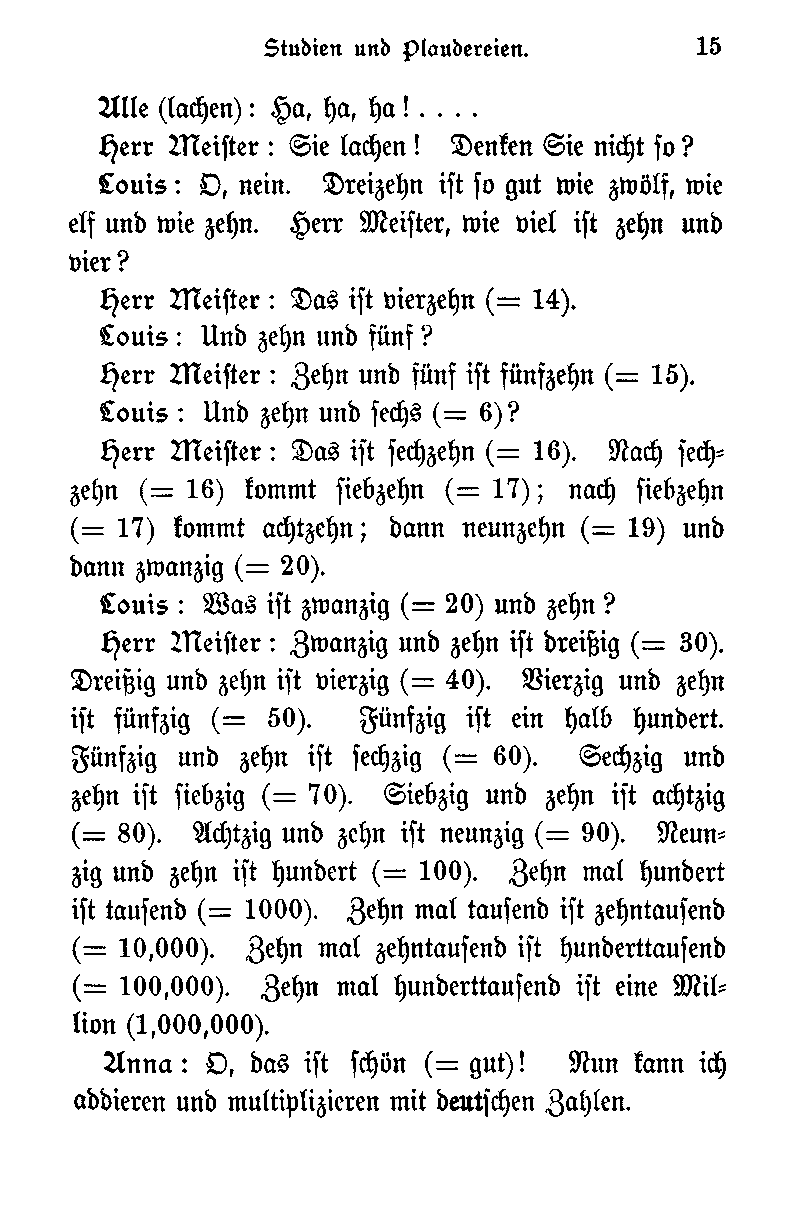 Studien und Plaudereien. 15
Alle (lachen): Ha, ha, ha! . . . .
Herr Meister: Sie lachen! Denken Sie nicht so?
Louis: O, nein. Dreizehn ist so gut wie zwölf, wie
elf und wie zehn. Herr Meister, wie viel ist zehn und
vier?
Herr Meister: Das ist vierzehn (= 14).
Louis: Und zehn und fünf?
Herr Meister: Zehn und fünf ist fünfzehn (= 15).
Louis: Und zehn und sechs (= 6)?
Herr Meister: Das ist sechzehn (= 16). Nach sech-
zehn (= 16) kommt siebzehn (= 17); nach siebzehn
(= 17) kommt achtzehn; dann neunzehn (= 19) und
dann zwanzig (= 20).
Louis: Was ist zwanzig (= 20) und zehn?
Herr Meister: Zwanzig und zehn ist dreißig (= 30).
Dreißig und zehn ist vierzig (= 40). Vierzig und zehn
ist fünfzig (= 50). Fünfzig ist ein halb hundert.
Fünfzig und zehn ist sechzig (= 60). Sechzig und
zehn ist siebzig (= 70). Siebzig und zehn ist achtzig
(= 80). Achtzig und zehn ist neunzig (= 90). Neun-
zig und zehn ist hundert (= 100). Zehn mal hundert
ist tausend (= 1000). Zehn mal tausend ist zehntausend
(= 10,000). Zehn mal zehntausend ist hunderttausend
(= 100,000). Zehn mal hunderttausend ist eine Mil-
lion (1,000,000).
Anna: O, das ist schön (= gut)! Nun kann ich
addieren und multiplizieren mit deutschen Zahlen.